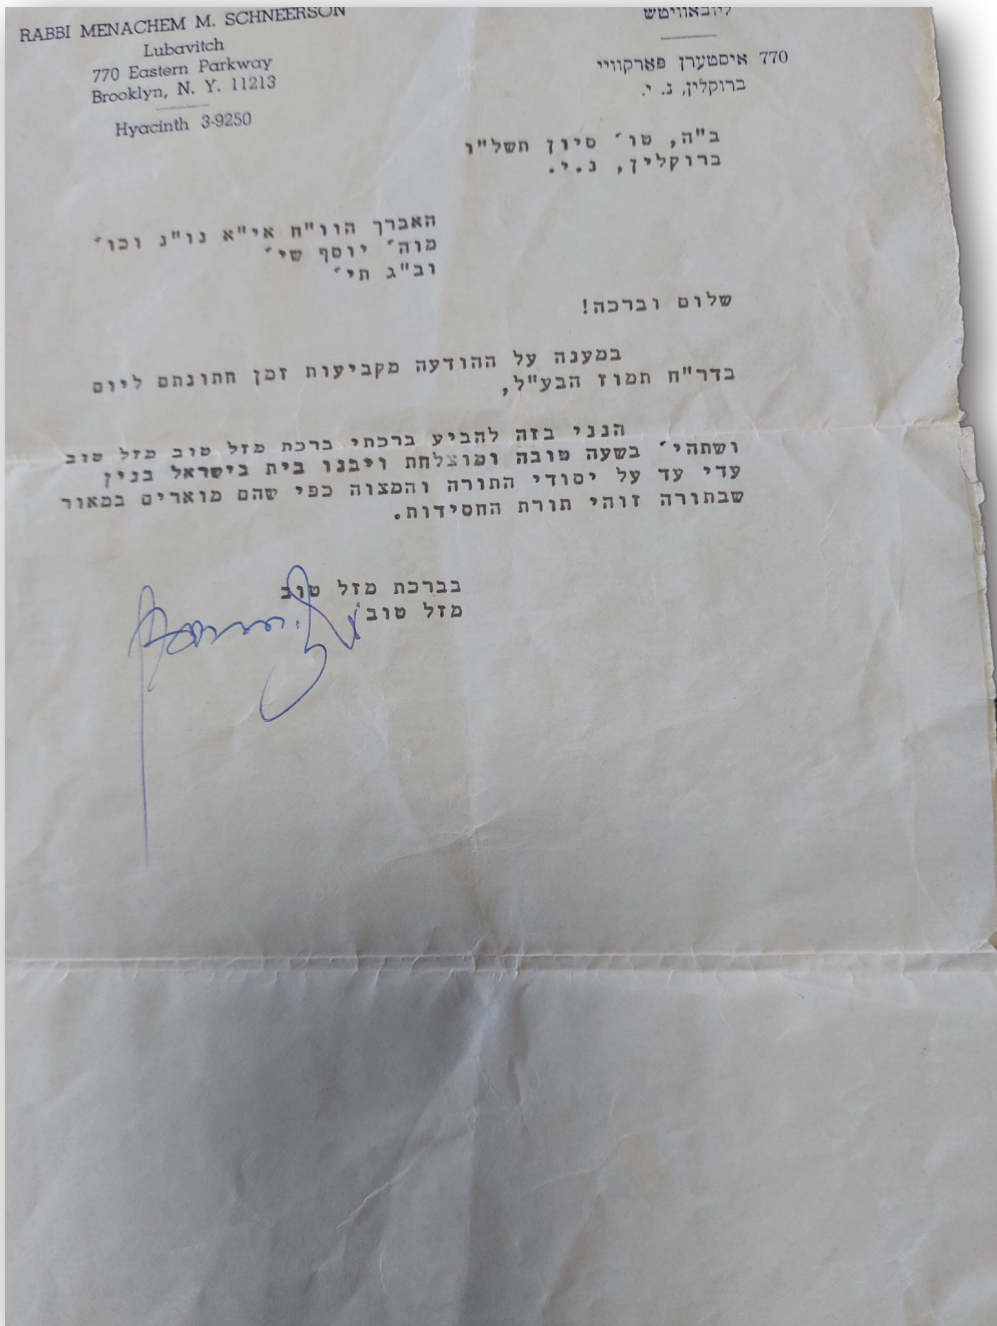 RABBI MENACHEM M. SCHNEERSON
Lubavitch
770 Eastern Parkway
Brooklyn, N. Y. 11213
Hyacinth 3-9250
ליובאוויטש
770 איסטערן פארקוויי
ברוקלין, נ. י.
ב"ה, טו' סיון תשל"ו
ברוקלין, נ.י.
האברך הוו"ח אי"א נו"נ וכו'
מוה' יוסף שי'
וב"ג תי'
שלום וברכה!
במענה על ההודעה מקביעות זמן חתונתם ליום
בדר"ח תמוז הבע"ל,
הנני בזה להביע ברכתי ברכת מזל טוב מזל טוב
ושתהי' בשעה טובה ומוצלחת ויבנו בית בישראל בנין
עדי עד על יסודי התורה והמצוה כפי שהם מוארים במאור
שבתורה זוהי תורת החסידות.
בברכת מזל טוב
מזל טוב